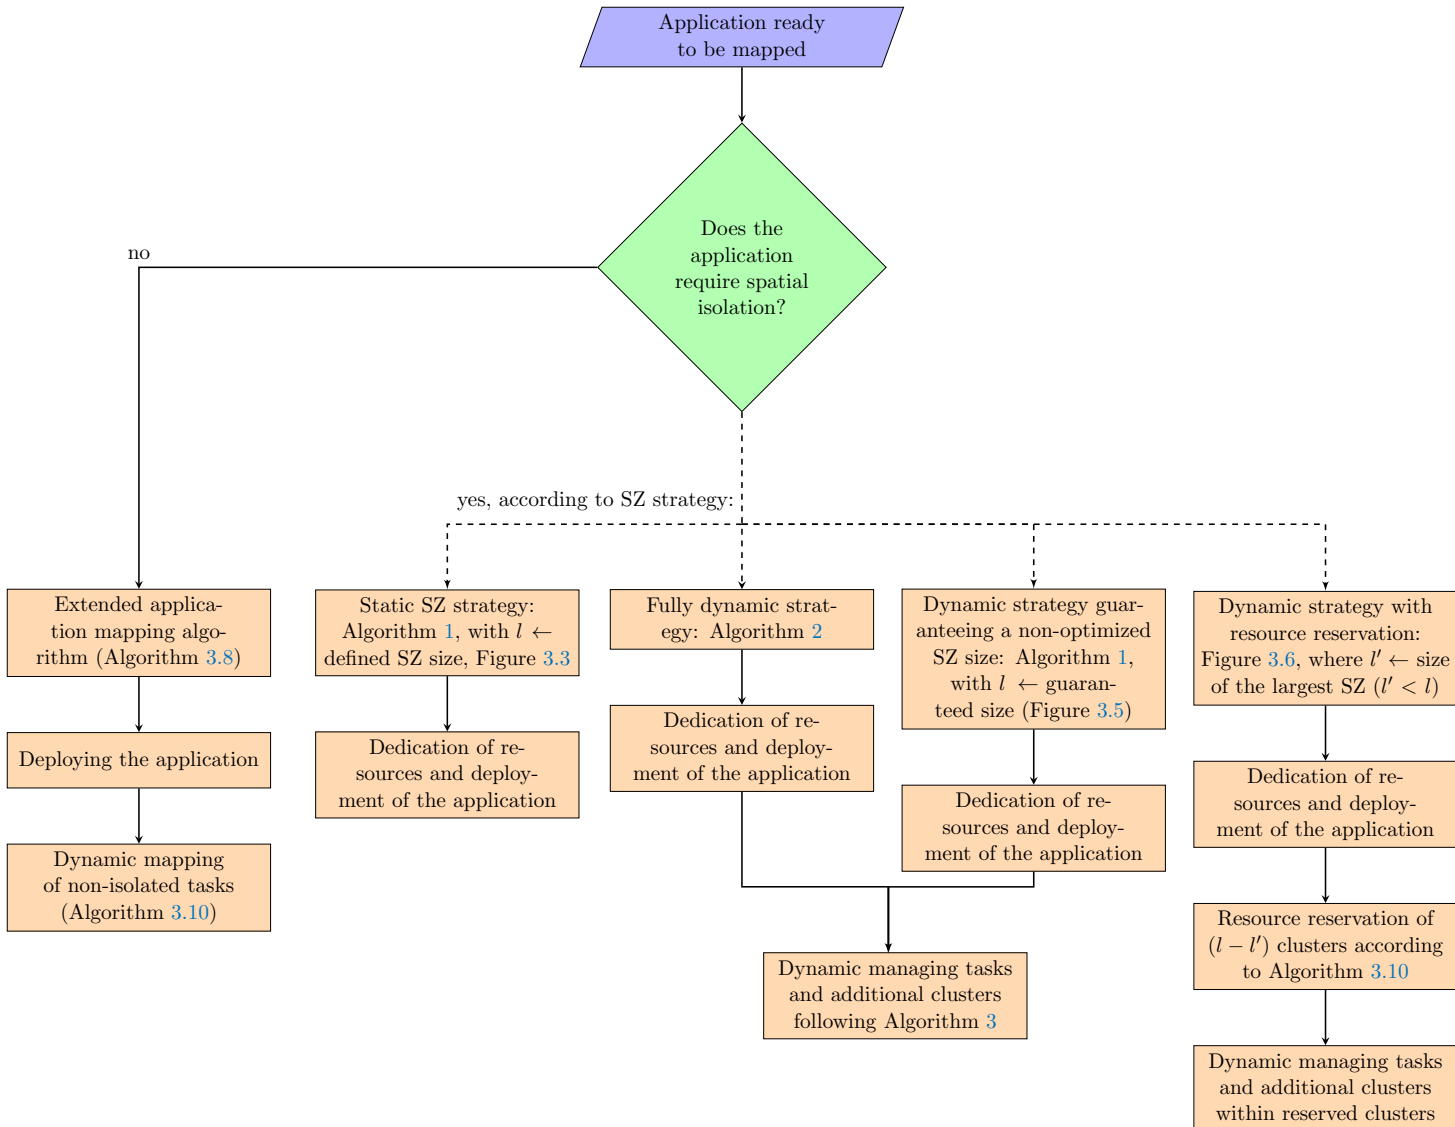 Application ready
to be mapped
Does the
application
require spatial
isolation?
no
yes, according to SZ strategy:
Extended applica-
tion mapping algo-
rithm (Algorithm 3.8)
Deploying the application
Dynamic mapping
of non-isolated tasks
(Algorithm 3.10)
Static SZ strategy:
Algorithm 1, with l ←
defined SZ size, Figure 3.3
Dedication of re-
sources and deploy-
ment of the application
Fully dynamic strat-
egy: Algorithm 2
Dedication of re-
sources and deploy-
ment of the application
Dynamic strategy guar-
anteeing a non-optimized
SZ size: Algorithm 1,
with l ← guaran-
teed size (Figure 3.5)
Dedication of re-
sources and deploy-
ment of the application
Dynamic managing tasks
and additional clusters
following Algorithm 3
Dynamic strategy with
resource reservation:
Figure 3.6, where l′ ← size
of the largest SZ (l′ < l)
Dedication of re-
sources and deploy-
ment of the application
Resource reservation of
(l − l′) clusters according
to Algorithm 3.10
Dynamic managing tasks
and additional clusters
within reserved clusters